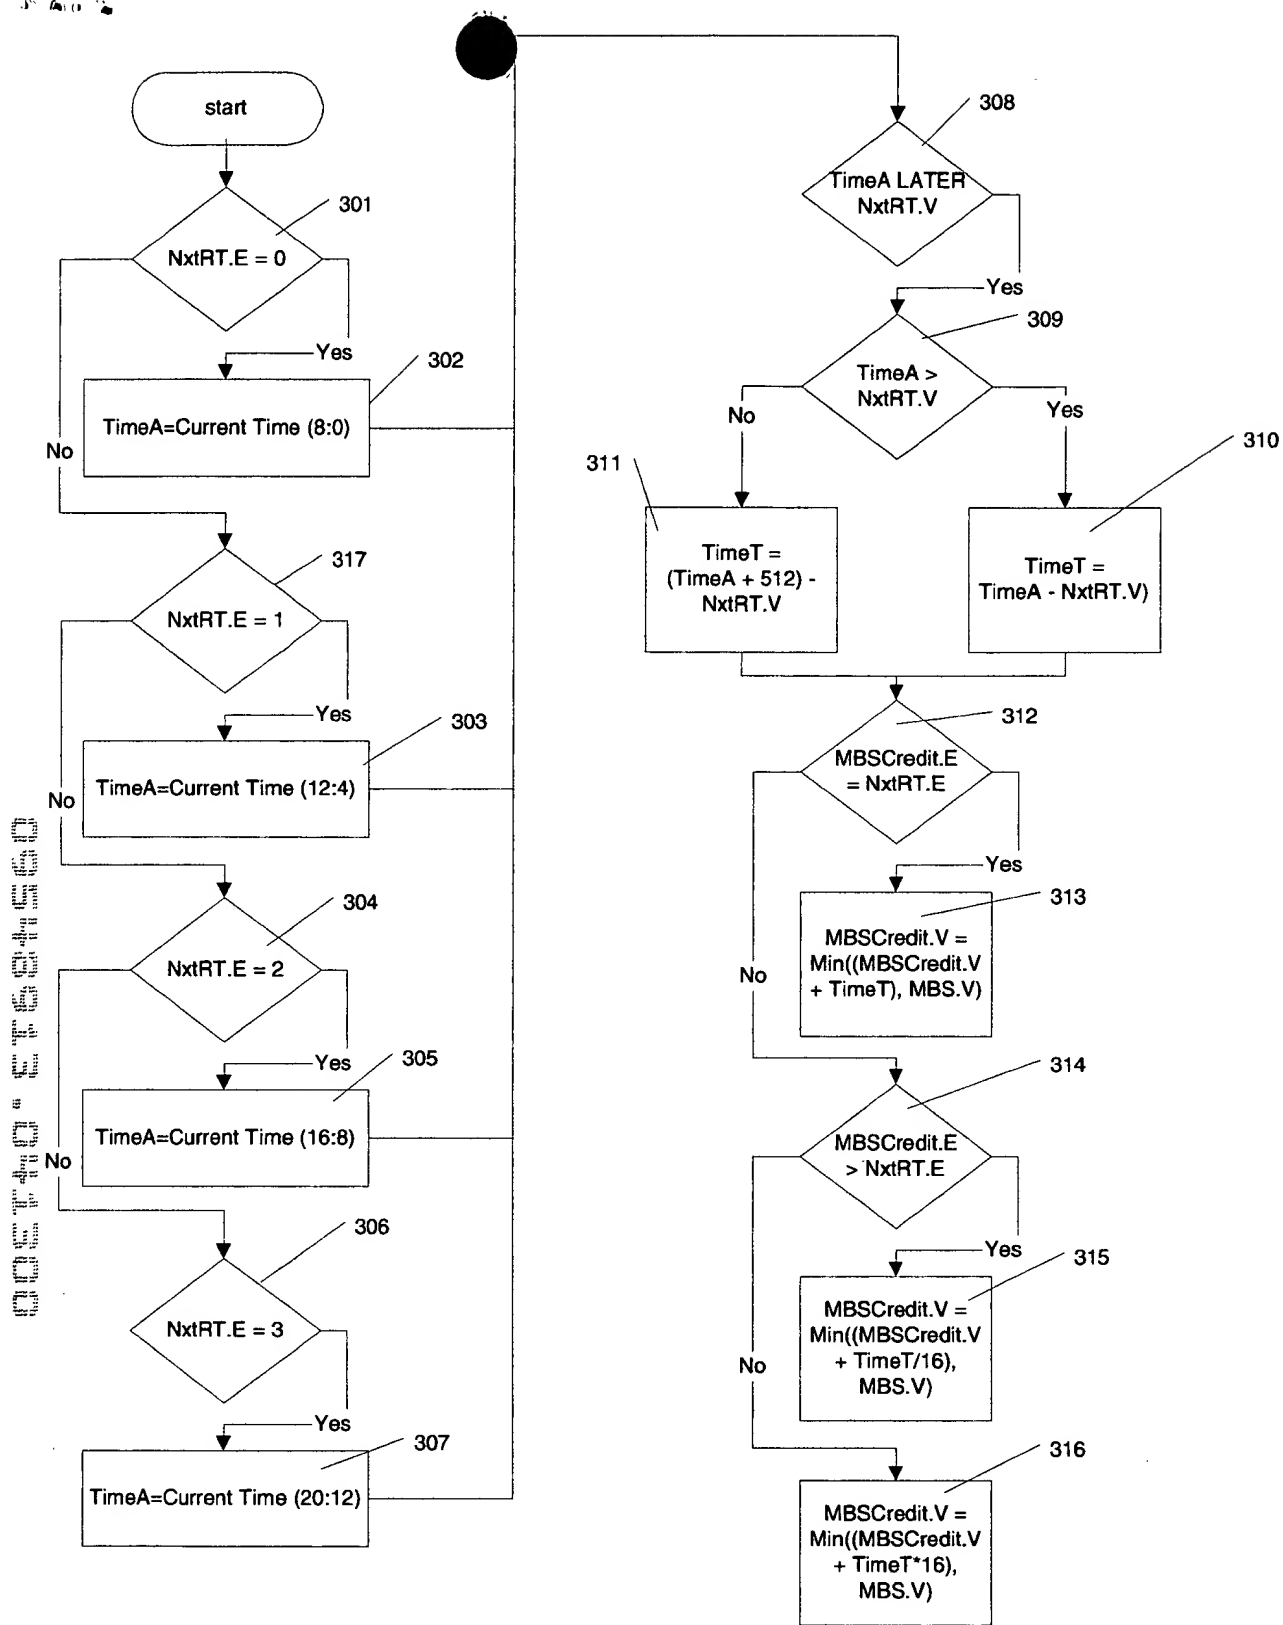 start
301
NxtRT.E = 0
Yes
302
TimeA=Current Time (8:0)
No
317
NxtRT.E = 1
Yes
303
TimeA=Current Time (12:4)
No
304
NxtRT.E = 2
Yes
305
TimeA=Current Time (16:8)
No
306
NxtRT.E = 3
Yes
307
TimeA=Current Time (20:12)
308
TimeA LATER
NxtRT.V
Yes
309
TimeA >
NxtRT.V
No
Yes
311
310
TimeT =
(TimeA + 512) -
NxtRT.V
TimeT =
TimeA - NxtRT.V)
312
MBSCredit.E
= NxtRT.E
Yes
313
MBSCredit.V =
Min((MBSCredit.V
+ TimeT), MBS.V)
No
314
MBSCredit.E
> NxtRT.E
Yes
315
MBSCredit.V =
Min((MBSCredit.V
+ TimeT/16),
MBS.V)
No
316
MBSCredit.V =
Min((MBSCredit.V
+ TimeT*16),
MBS.V)
09548913.041300